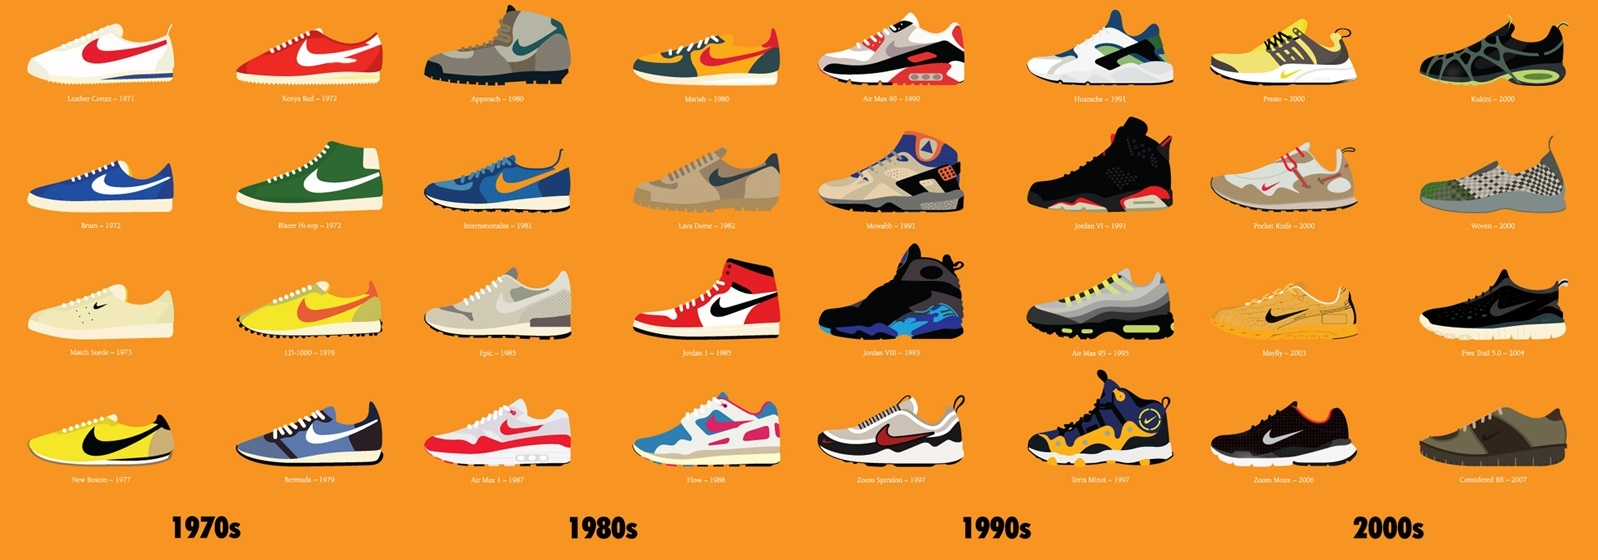 Leather Cortez – 1971
Kenya Red – 1972
Approach – 1980
Mariah – 1980
Air Max 90 – 1990
Huarache – 1991
Presto – 2000
Kukini – 2000
Bruin – 1972
Blazer Hi-top – 1972
Internationalist – 1981
Lava Dome – 1982
Mowabb – 1991
Jordan VI – 1991
Pocket Knife – 2000
Woven – 2000
Match Suede – 1973
LD-1000 – 1976
Epic – 1985
Jordan 1 – 1985
Jordan VIII – 1993
Air Max 95 – 1995
Mayfly – 2003
Free Trail 5.0 – 2004
New Boston – 1977
Bermuda – 1979
Air Max 1 – 1987
Flow – 1988
Zoom Spiridon – 1997
Terra Minot – 1997
Zoom Moire – 2006
Considered BB – 2007
1970s
1980s
1990s
2000s